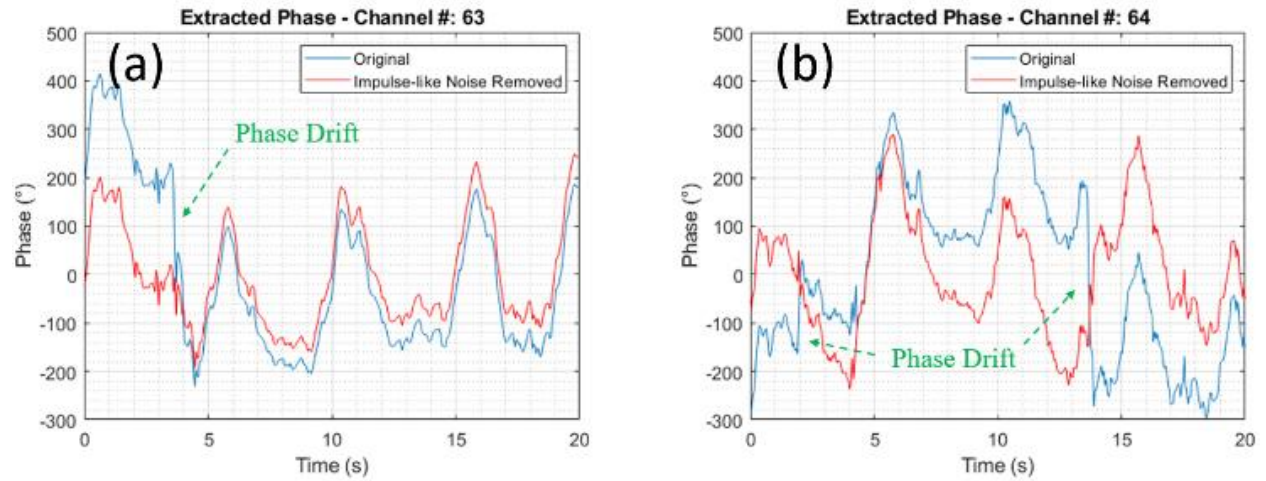 Extracted Phase - Channel #: 63
(a)
Original
Impulse-like Noise Removed
Phase Drift
Phase (°)
500
400
300
200
100
0
-100
-200
-300
0
5
10
15
20
Time (s)
Extracted Phase - Channel #: 64
(b)
Original
Impulse-like Noise Removed
Phase Drift
Phase (°)
500
400
300
200
100
0
-100
-200
-300
0
5
10
15
20
Time (s)